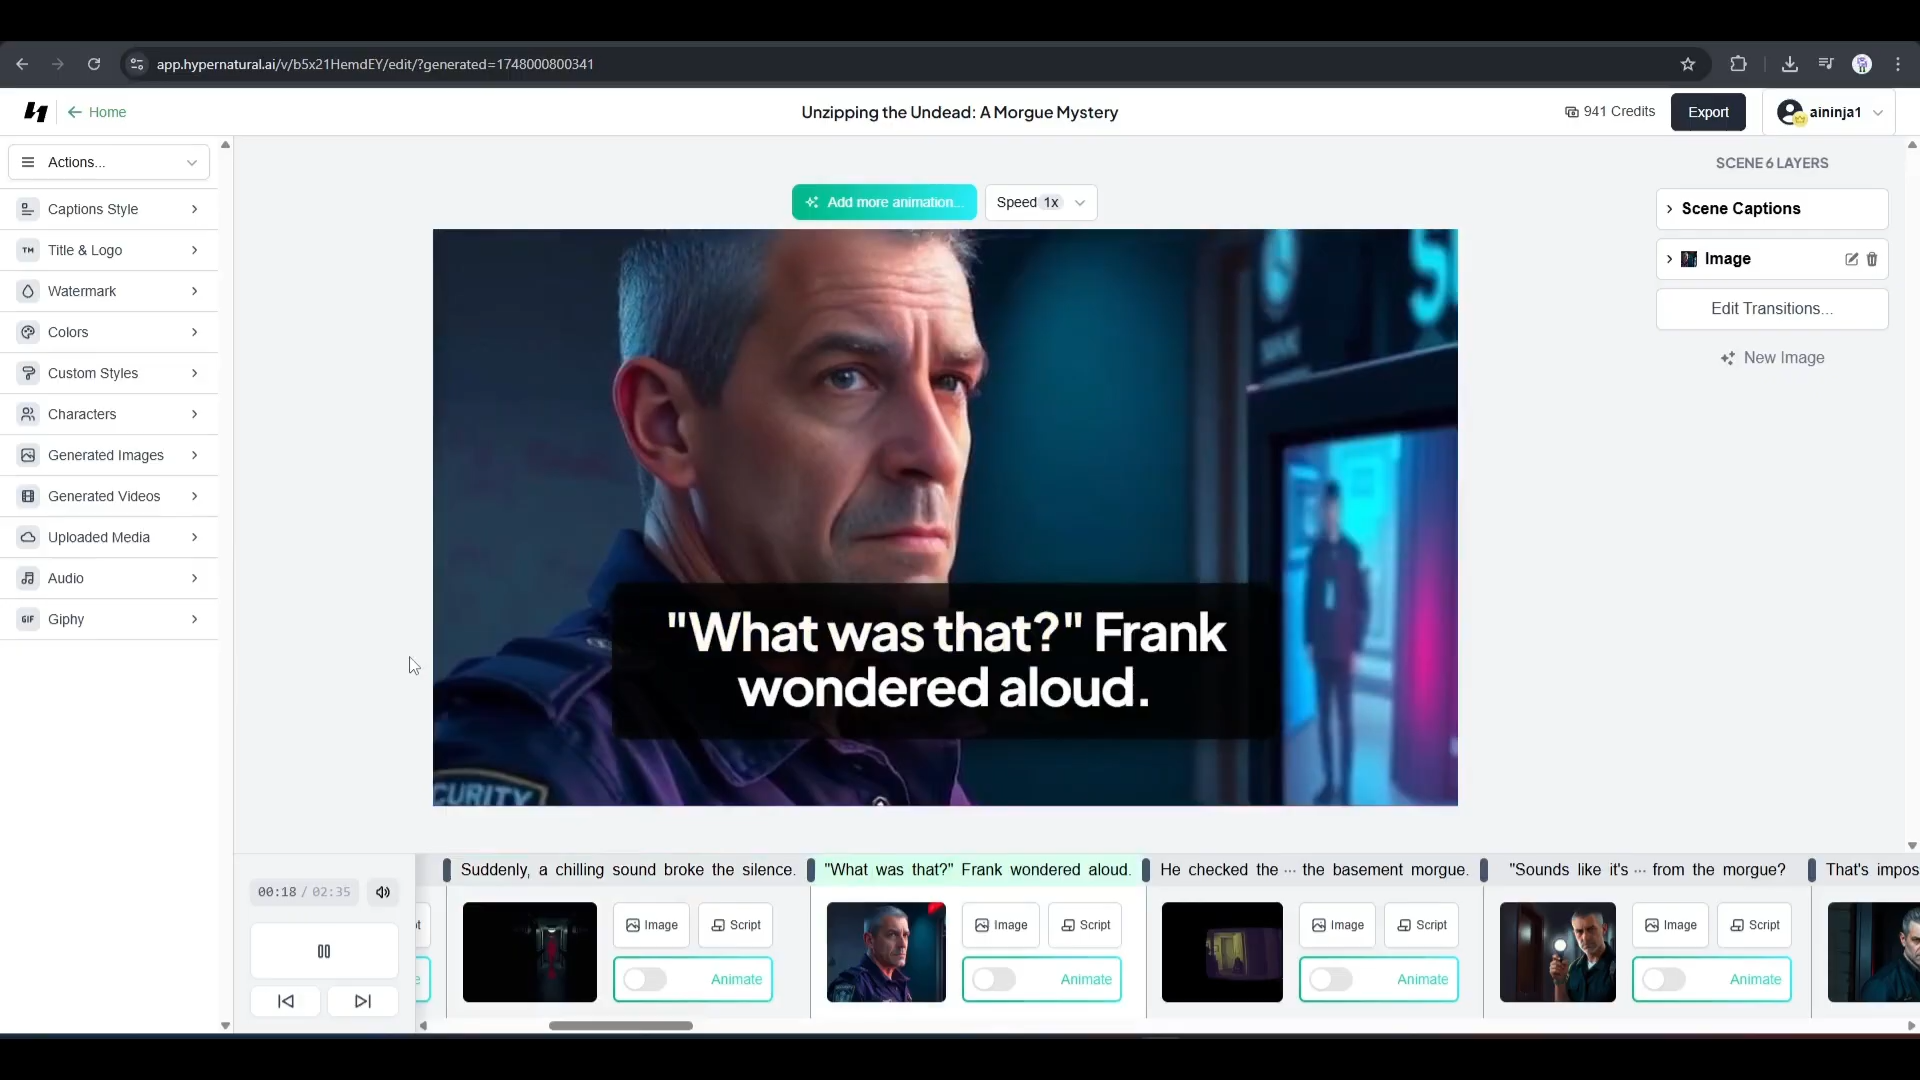 app.hypernatural.ai/v/b5x21HemdEY/edit/?generated=1748000800341
Home
Unzipping the Undead: A Morgue Mystery
941 Credits
Export
aininja1
Actions...
Captions Style
TM Title & Logo
Watermark
Colors
Custom Styles
Characters
Generated Images
Generated Videos
Uploaded Media
Audio
GIF Giphy
Add more animation...
Speed 1x
"What was that?" Frank
wondered aloud.
CURITY
SCENE 6 LAYERS
Scene Captions
Image
Edit Transitions...
New Image
00:18 / 02:35
Suddenly, a chilling sound broke the silence.
"What was that?" Frank wondered aloud.
He checked the ··· the basement morgue.
"Sounds like it's ··· from the morgue?
That's impos
Image
Script
Animate
Image
Script
Animate
Image
Script
Animate
Image
Script
Animate